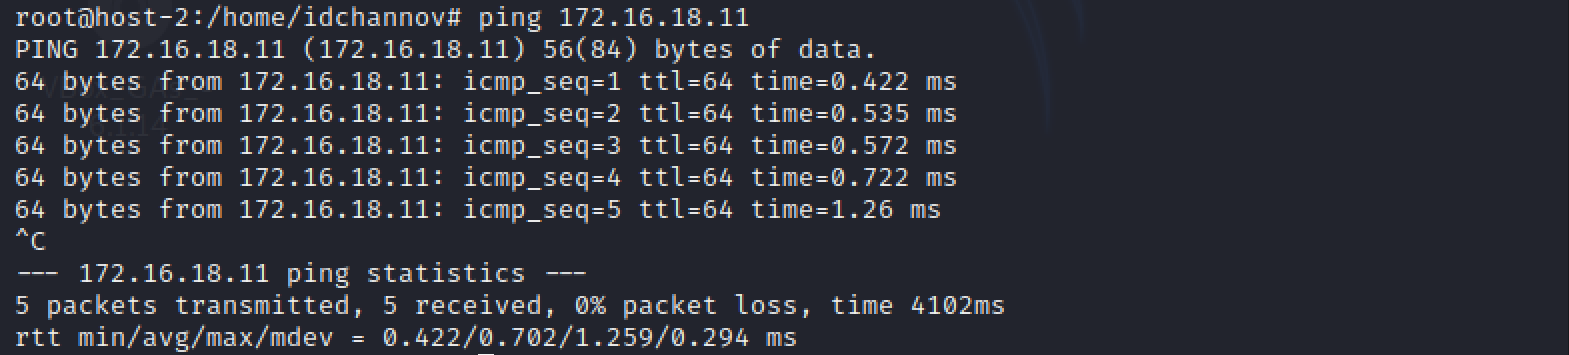 root@host-2:/home/idchannov# ping 172.16.18.11
PING 172.16.18.11 (172.16.18.11) 56(84) bytes of data.
64 bytes from 172.16.18.11: icmp_seq=1 ttl=64 time=0.422 ms
64 bytes from 172.16.18.11: icmp_seq=2 ttl=64 time=0.535 ms
64 bytes from 172.16.18.11: icmp_seq=3 ttl=64 time=0.572 ms
64 bytes from 172.16.18.11: icmp_seq=4 ttl=64 time=0.722 ms
64 bytes from 172.16.18.11: icmp_seq=5 ttl=64 time=1.26 ms
^C
--- 172.16.18.11 ping statistics ---
5 packets transmitted, 5 received, 0% packet loss, time 4102ms
rtt min/avg/max/mdev = 0.422/0.702/1.259/0.294 ms